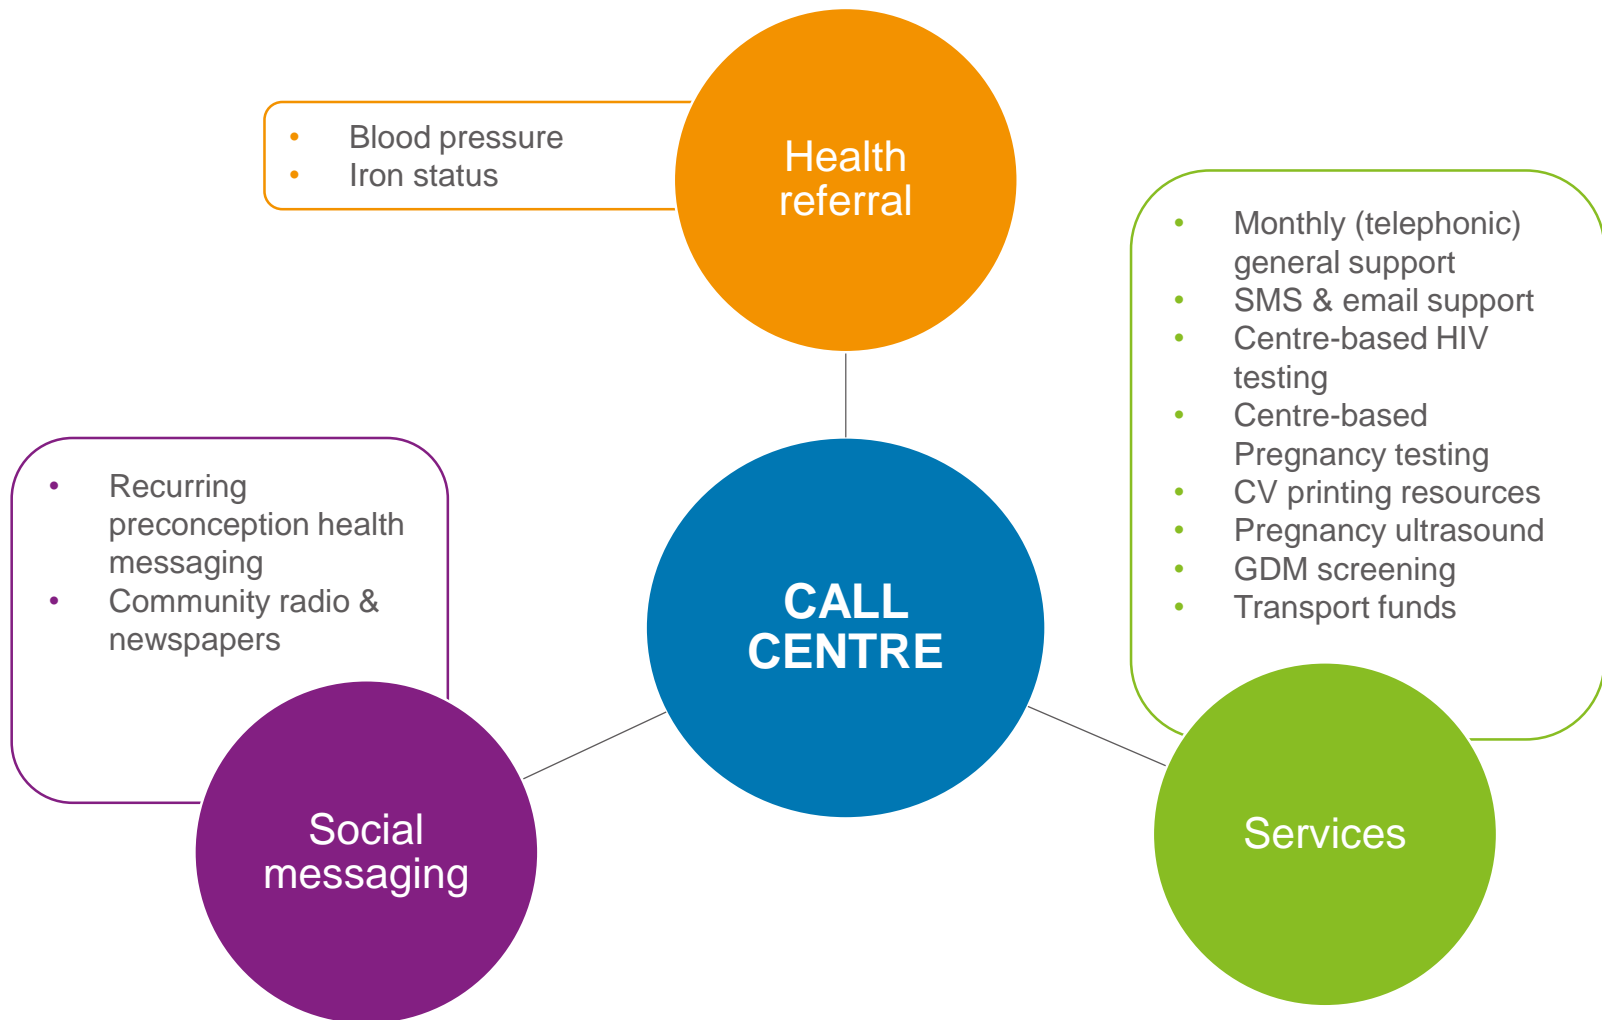 • Blood pressure
• Iron status
Health
referral
• Monthly (telephonic)
general support
• SMS & email support
• Centre-based HIV
testing
• Centre-based
Pregnancy testing
• CV printing resources
• Pregnancy ultrasound
• GDM screening
• Transport funds
• Recurring
preconception health
messaging
• Community radio &
newspapers
CALL
CENTRE
Social
messaging
Services